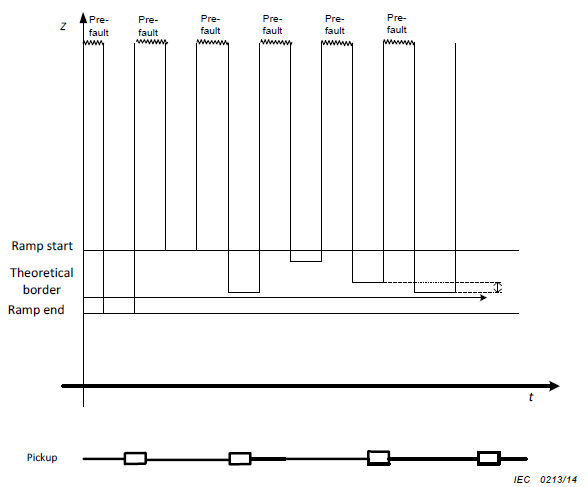 Z
Pre-
fault
Pre-
fault
Pre-
fault
Pre-
fault
Pre-
fault
Pre-
fault
Ramp start
Theoretical
border
Ramp end
t
Pickup
IEC 0213/14